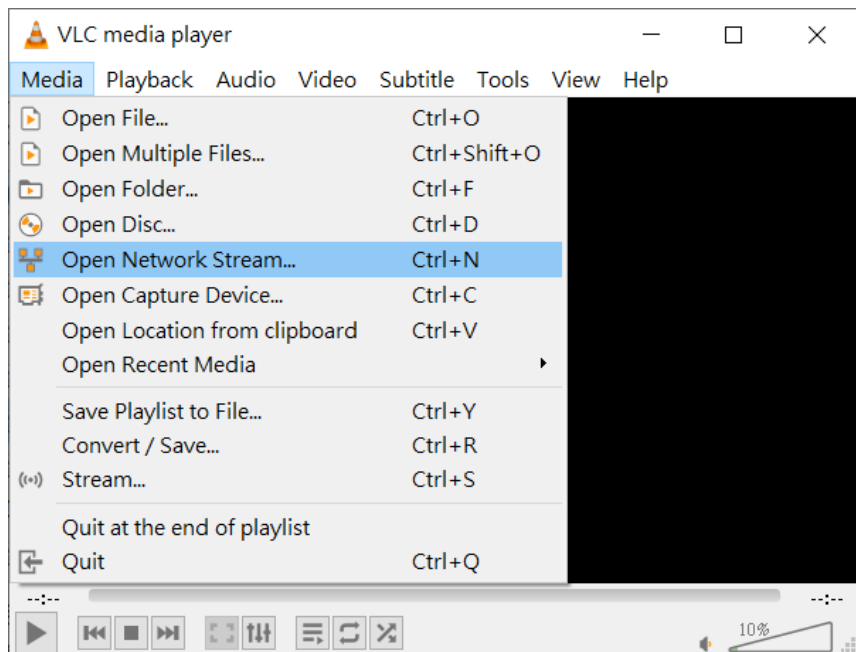 VLC media player
Media Playback Audio Video Subtitle Tools View Help
Open File... Ctrl+O
Open Multiple Files... Ctrl+Shift+O
Open Folder... Ctrl+F
Open Disc... Ctrl+D
Open Network Stream... Ctrl+N
Open Capture Device... Ctrl+C
Open Location from clipboard Ctrl+V
Open Recent Media
Save Playlist to File... Ctrl+Y
Convert / Save... Ctrl+R
Stream... Ctrl+S
Quit at the end of playlist
Quit Ctrl+Q
--:-- --:--
10%